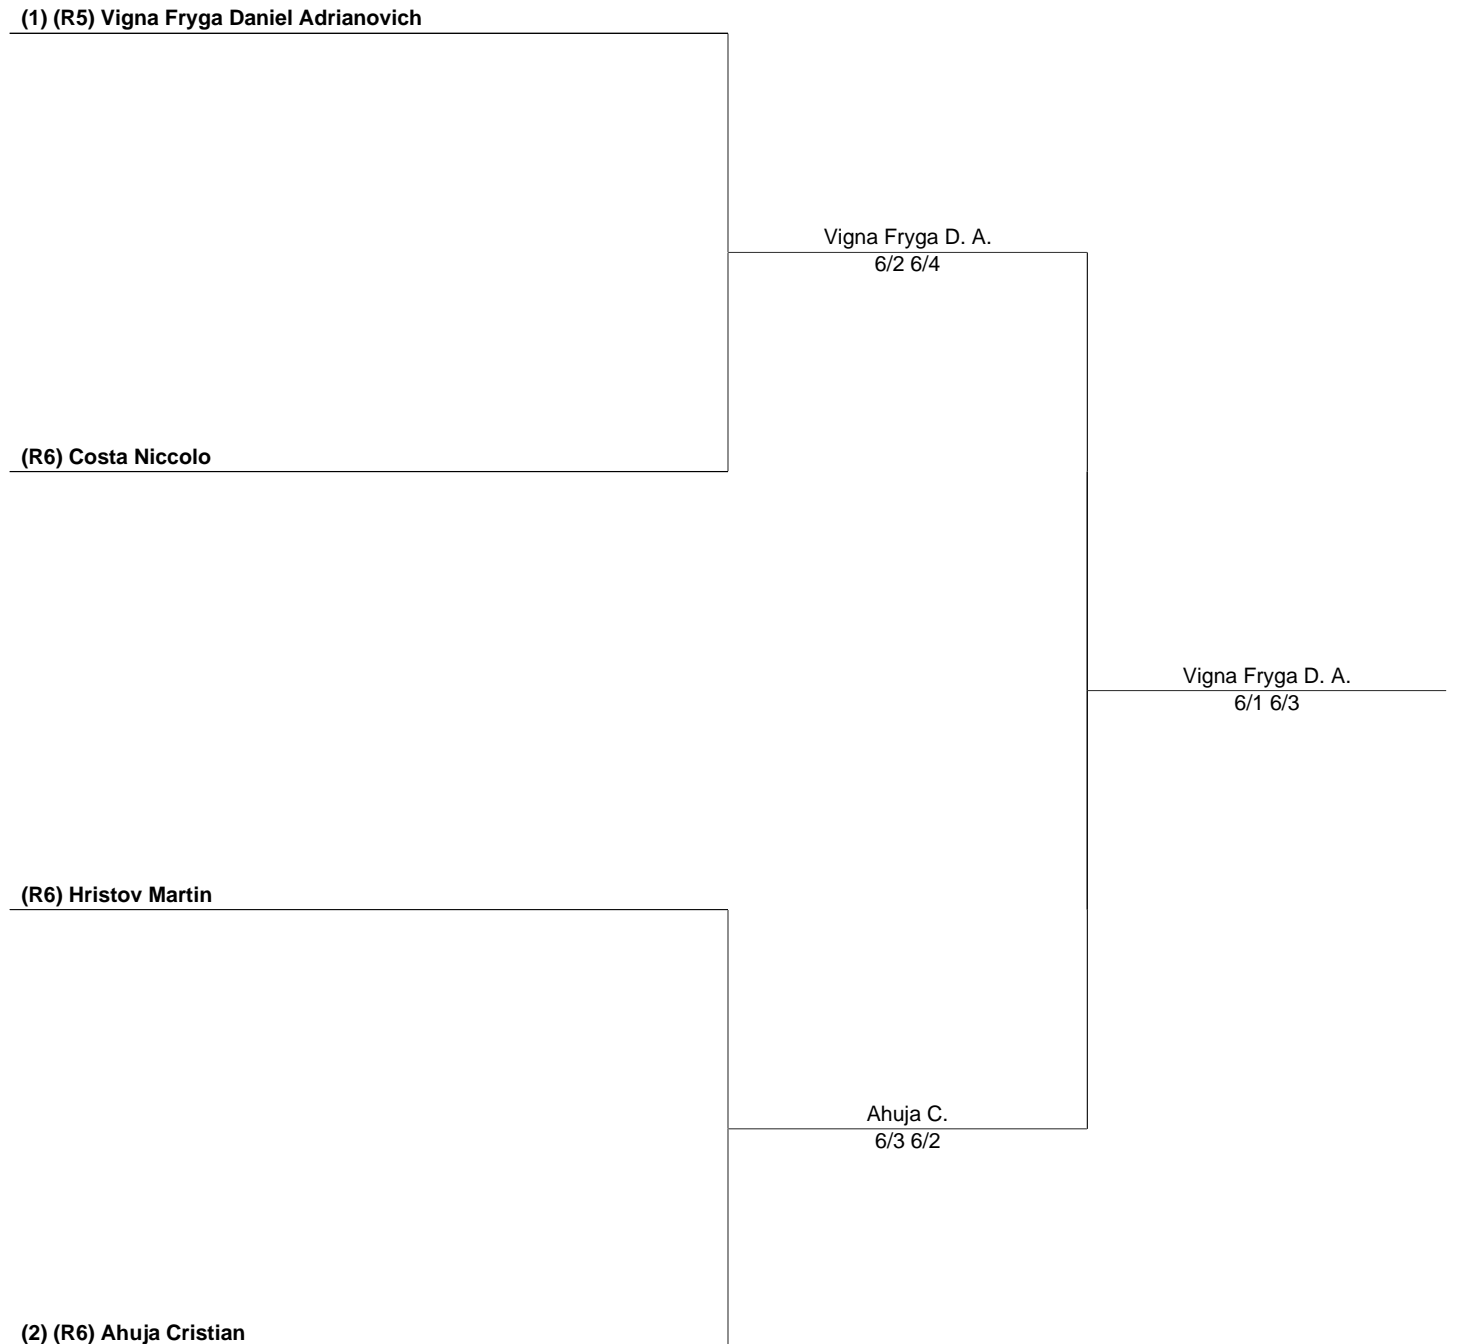 (1) (R5) Vigna Fryga Daniel Adrianovich
Vigna Fryga D. A.
6/2 6/4
(R6) Costa Niccolo
Vigna Fryga D. A.
6/1 6/3
(R6) Hristov Martin
Ahuja C.
6/3 6/2
(2) (R6) Ahuja Cristian